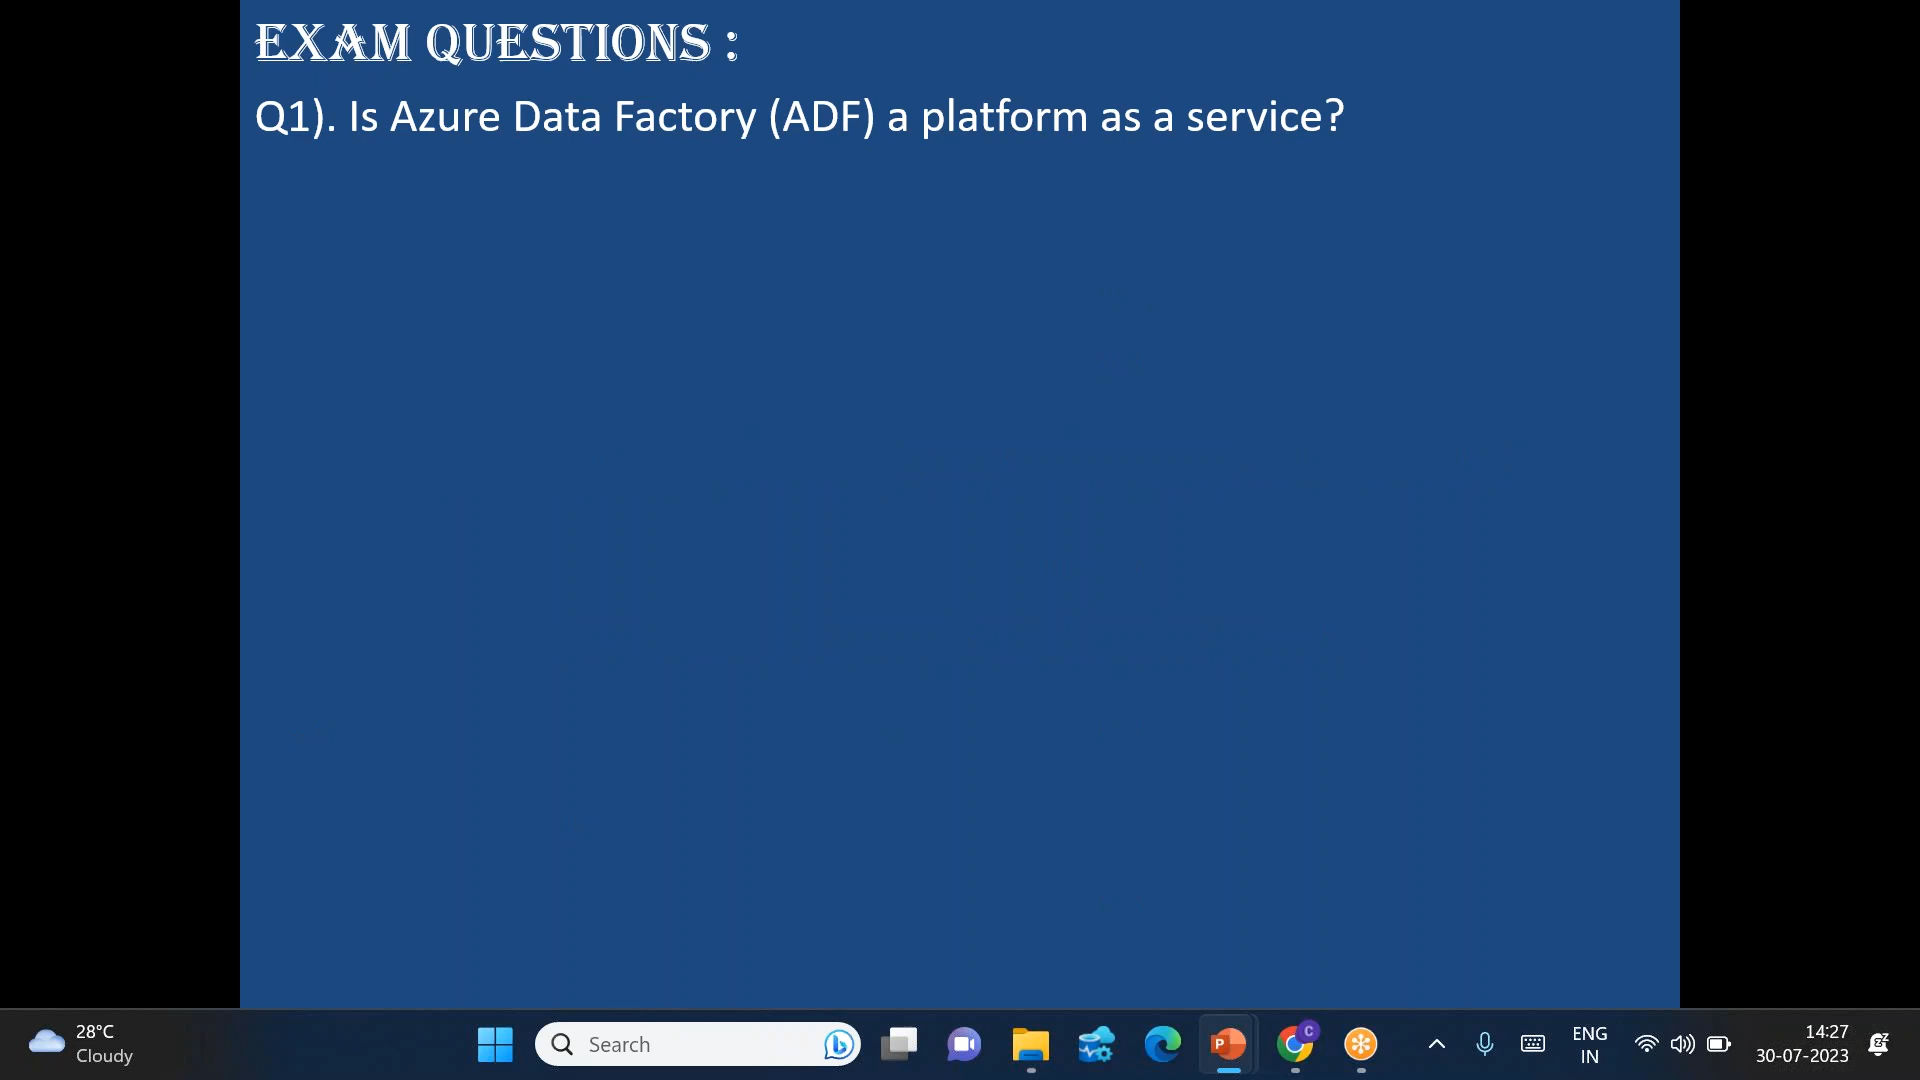 EXAM QUESTIONS :
Q1). Is Azure Data Factory (ADF) a platform as a service?
28°C
Cloudy
Search
ENG
IN
14:27
30-07-2023